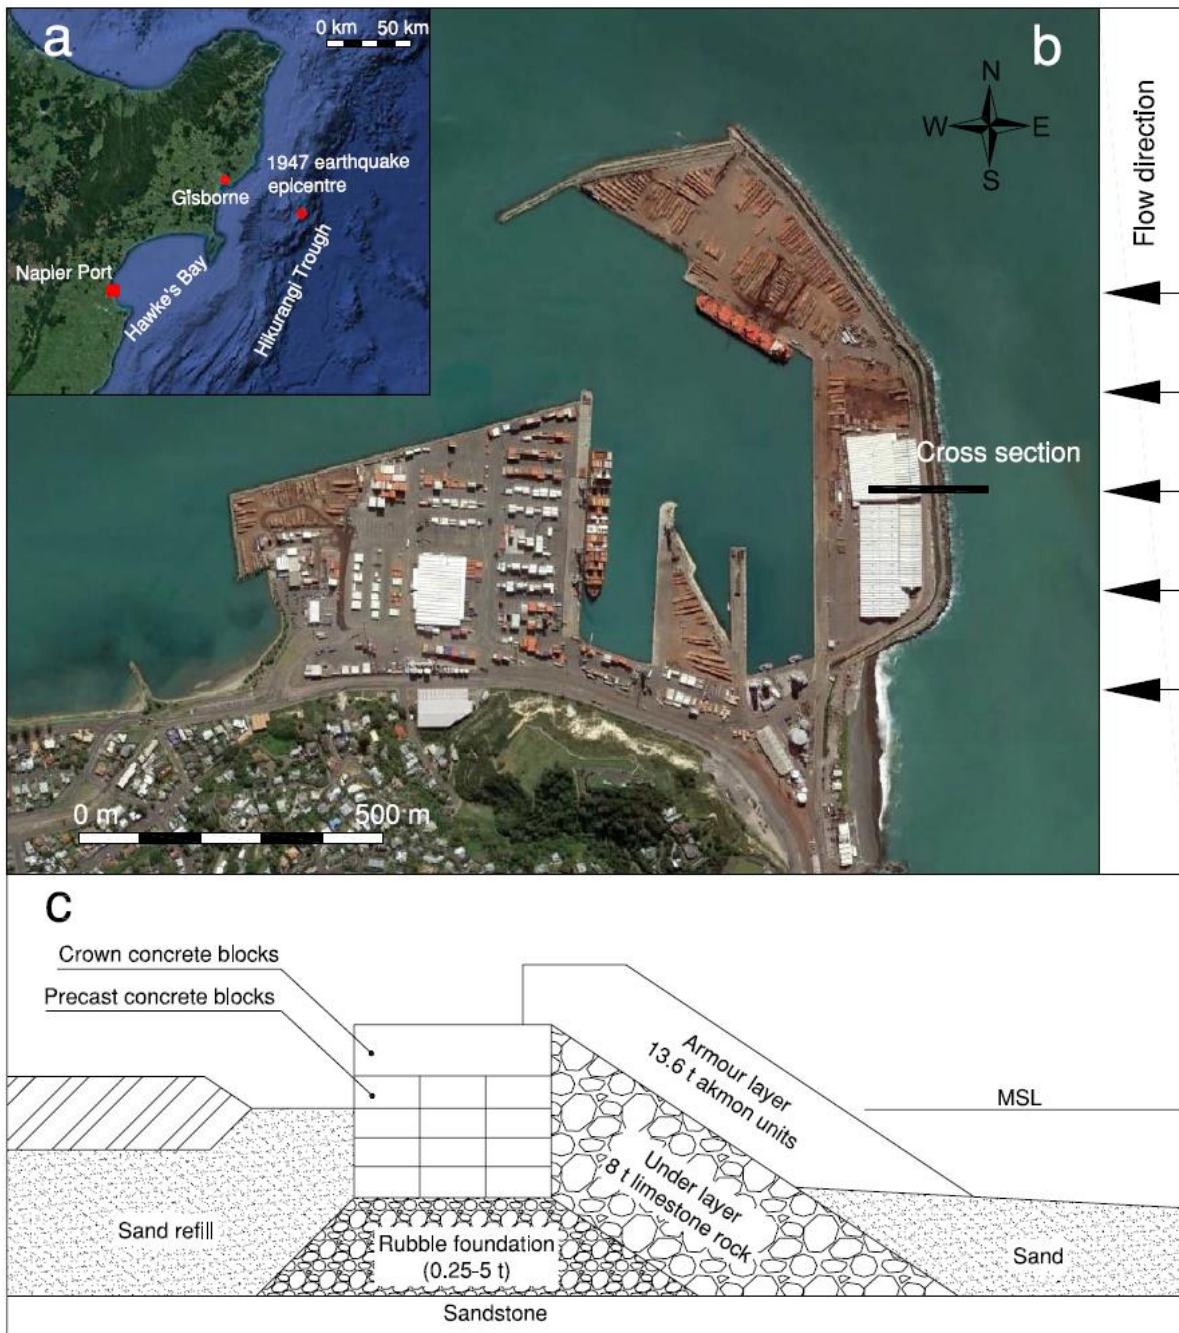 a
0 km 50 km
1947 earthquake
epicentre
Gisborne
Napier Port
Hawke's Bay
Hikurangi Trough
b
N
W E
S
Flow direction
Cross section
0 m 500 m
c
Crown concrete blocks
Precast concrete blocks
Armour layer
13.6 t akmon units
MSL
Under layer
8 t limestone rock
Sand refill
Rubble foundation
(0.25-5 t)
Sand
Sandstone